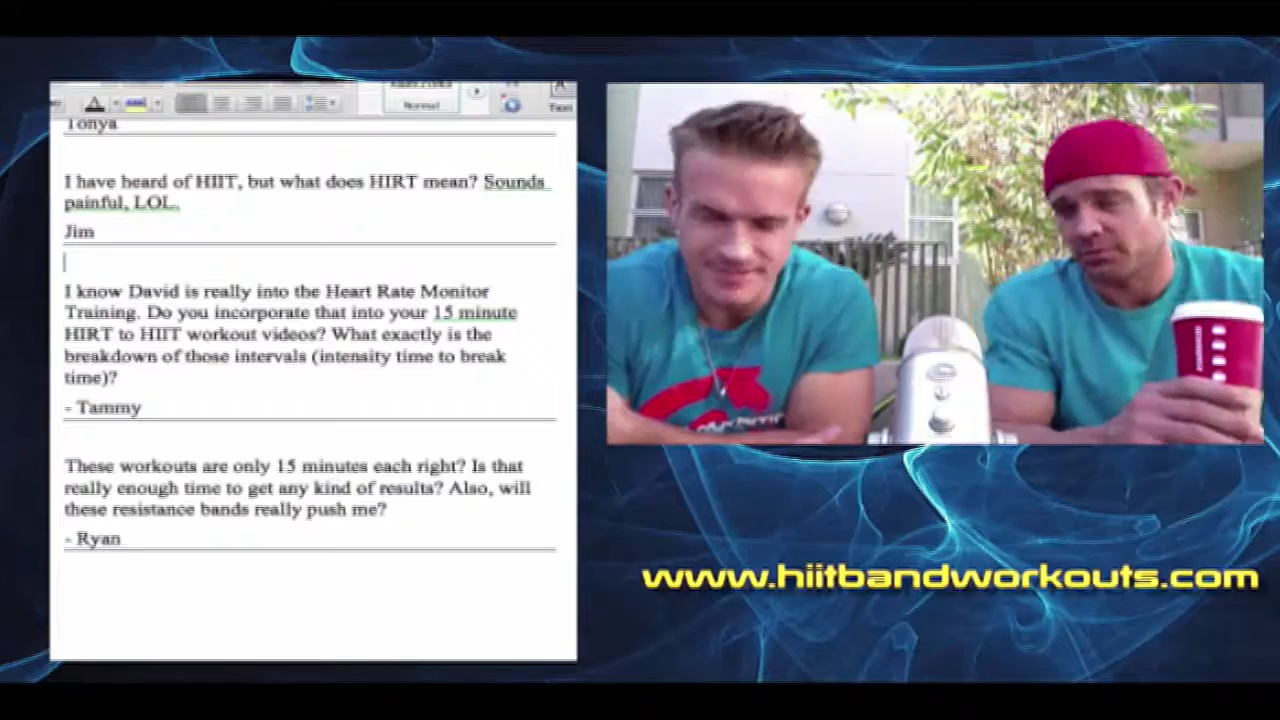 Normal
Text
Tonya
I have heard of HIIT, but what does HIRT mean? Sounds
painful, LOL.
Jim
I know David is really into the Heart Rate Monitor
Training. Do you incorporate that into your 15 minute
HIRT to HIIT workout videos? What exactly is the
breakdown of those intervals (intensity time to break
time)?
- Tammy
These workouts are only 15 minutes each right? Is that
really enough time to get any kind of results? Also, will
these resistance bands really push me?
- Ryan
www.hiitbandworkouts.com